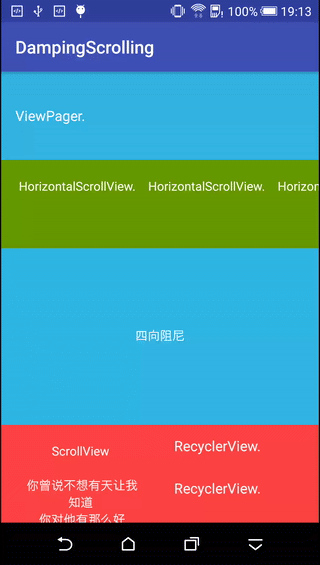 100% 19:13
DampingScrolling
ViewPager.
HorizontalScrollView. HorizontalScrollView. Horizon
四向阻尼
ScrollView
你曾说不想有天让我
知道
你对他有那么好
RecyclerView.
RecyclerView.